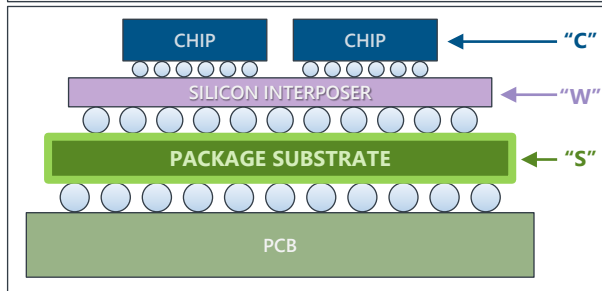 CHIP CHIP “C”
SILICON INTERPOSER “W”
PACKAGE SUBSTRATE “S”
PCB